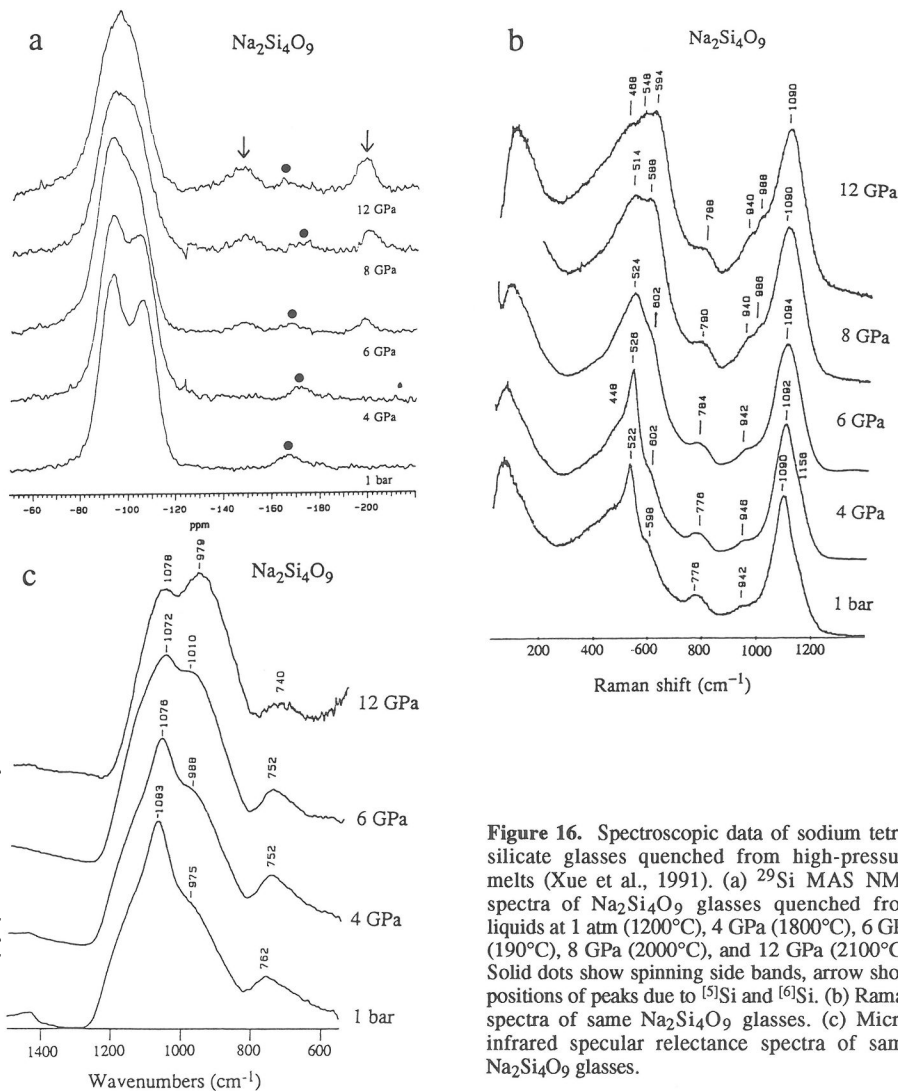 a
Na2Si4O9
12 GPa
8 GPa
6 GPa
4 GPa
1 bar
-60 -80 -100 -120 -140 -160 -180 -200
ppm
b
Na2Si4O9
468 548 594 788 940 988 1090
12 GPa
514 588 790 940 988 1090
8 GPa
524 602 784 942 1094
6 GPa
448 526 602 776 946 1092
4 GPa
522 598 776 942 1090 1158
1 bar
200 400 -600 800 1000 1200
Raman shift (cm-1)
c
Na2Si4O9
1078 979 740
12 GPa
1072 1010 752
6 GPa
1076 988 752
4 GPa
1083 975 762
1 bar
1400 1200 1000 800 600
Wavenumbers (cm-1)
Figure 16. Spectroscopic data of sodium tetr
silicate glasses quenched from high-pressu
melts (Xue et al., 1991). (a) 29Si MAS NM
spectra of Na2Si4O9 glasses quenched fro
liquids at 1 atm (1200°C), 4 GPa (1800°C), 6 GP
(190°C), 8 GPa (2000°C), and 12 GPa (2100°C
Solid dots show spinning side bands, arrow sho
positions of peaks due to [5]Si and [6]Si. (b) Rama
spectra of same Na2Si4O9 glasses. (c) Micr
infrared specular relectance spectra of sam
Na2Si4O9 glasses.